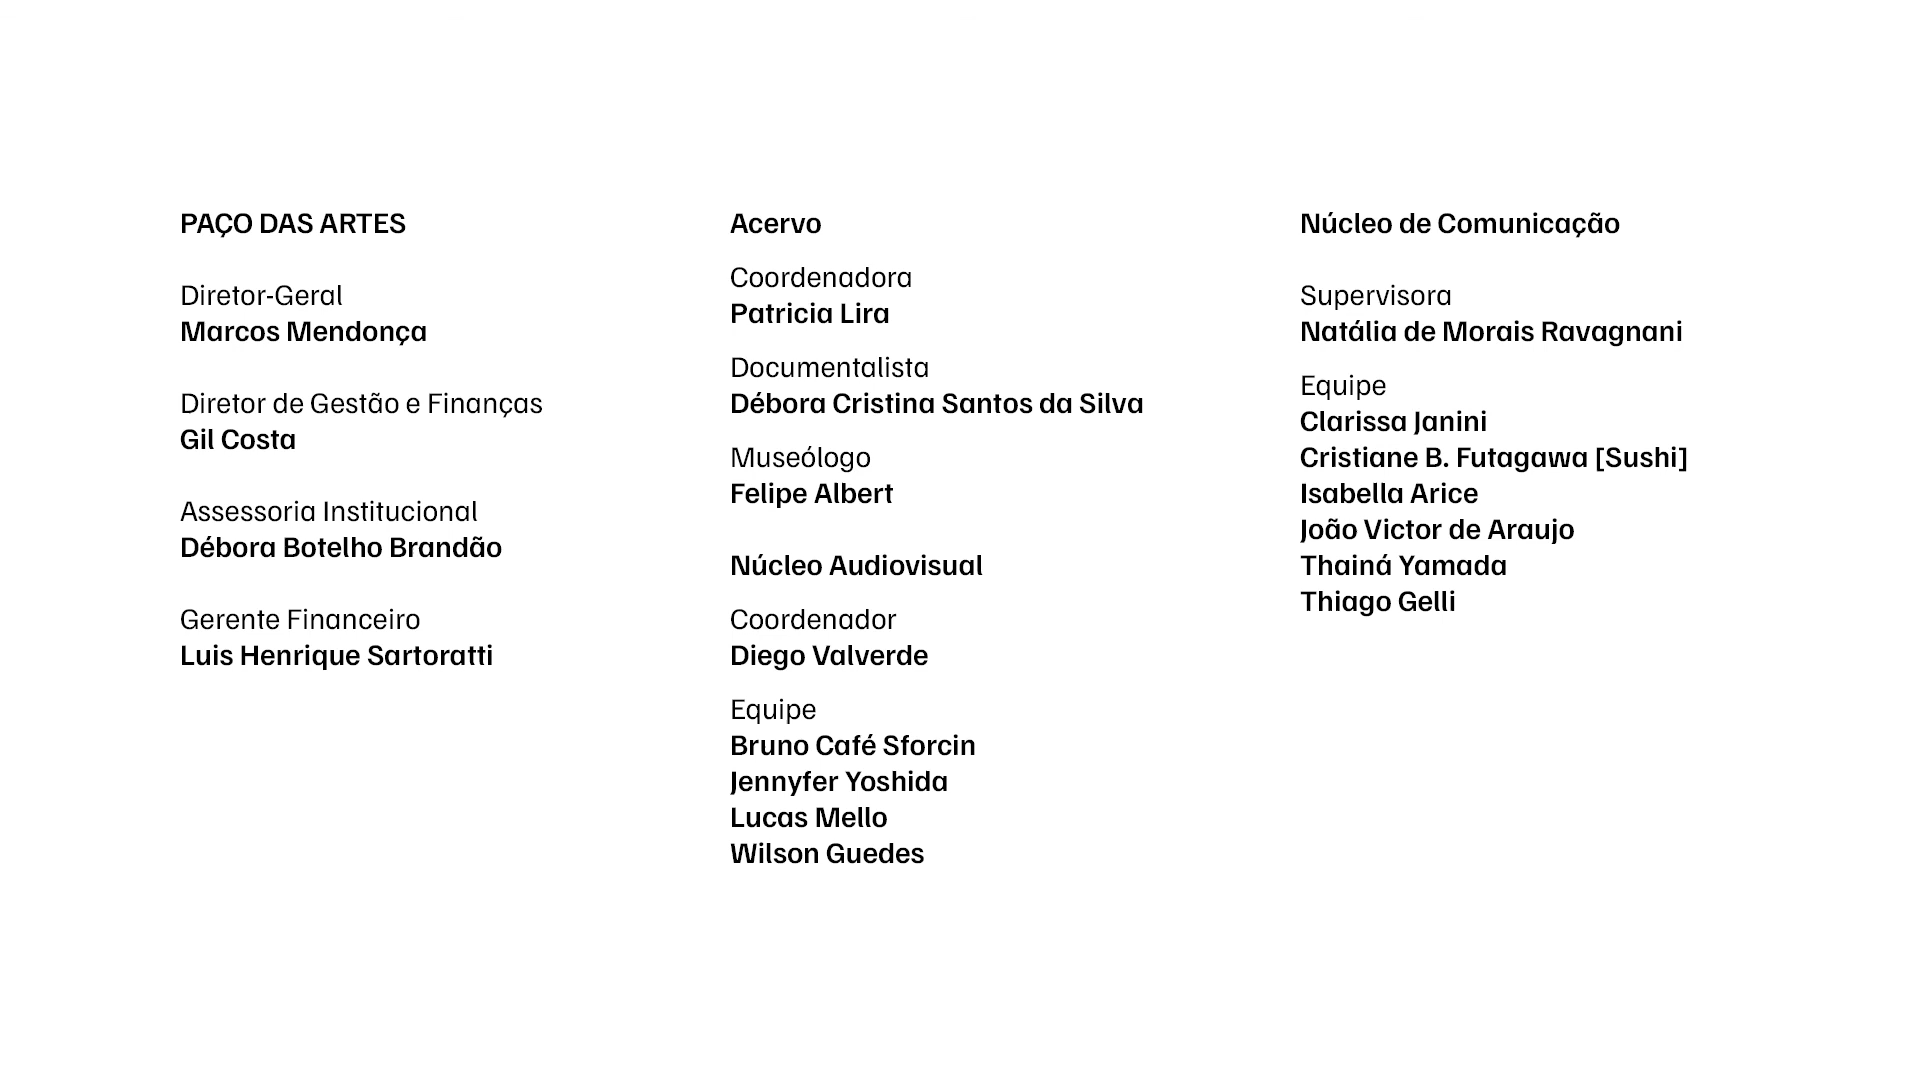 PAÇO DAS ARTES
Diretor-Geral
Marcos Mendonça
Diretor de Gestão e Finanças
Gil Costa
Assessoria Institucional
Débora Botelho Brandão
Gerente Financeiro
Luis Henrique Sartoratti
Acervo
Coordenadora
Patricia Lira
Documentalista
Débora Cristina Santos da Silva
Museólogo
Felipe Albert
Núcleo Audiovisual
Coordenador
Diego Valverde
Equipe
Bruno Café Sforcin
Jennyfer Yoshida
Lucas Mello
Wilson Guedes
Núcleo de Comunicação
Supervisora
Natália de Morais Ravagnani
Equipe
Clarissa Janini
Cristiane B. Futagawa [Sushi]
Isabella Arice
João Victor de Araujo
Thainá Yamada
Thiago Gelli